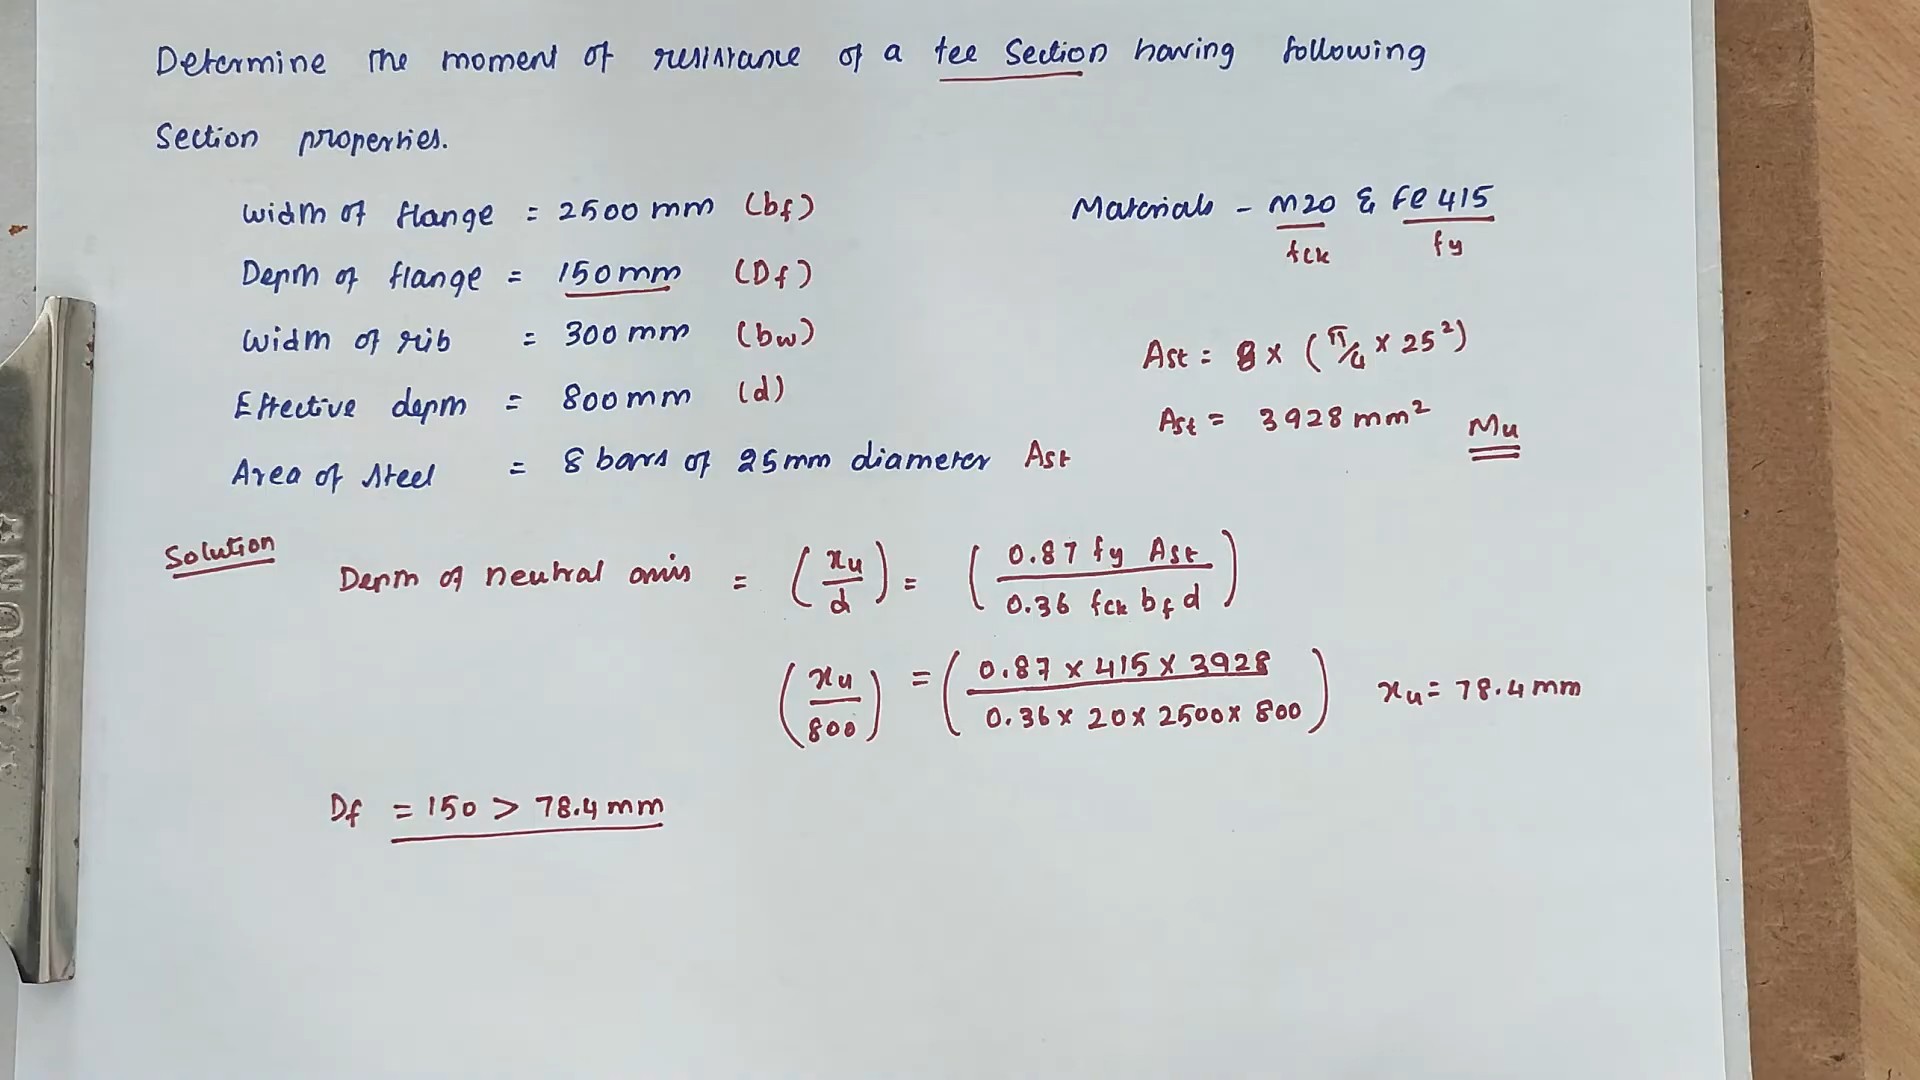 Determine the moment of resistance of a tee section having following
section properties.
width of flange = 2500 mm (bf)
Depth of flange = 150mm (Df)
width of rib = 300 mm (bw)
Effective depth = 800mm (d)
Area of steel = 8 bars of 25mm diameter Ast
Materials - M20 & Fe 415
fck fy
Ast = 8 × (π/4 × 25²)
Ast = 3928 mm²
Mu
Solution
Depth of neutral axis = (xu/d) = (0.87 fy Ast / 0.36 fck bf d)
(xu/800) = (0.87 × 415 × 3928 / 0.36 × 20 × 2500 × 800) xu = 78.4 mm
Df = 150 > 78.4 mm